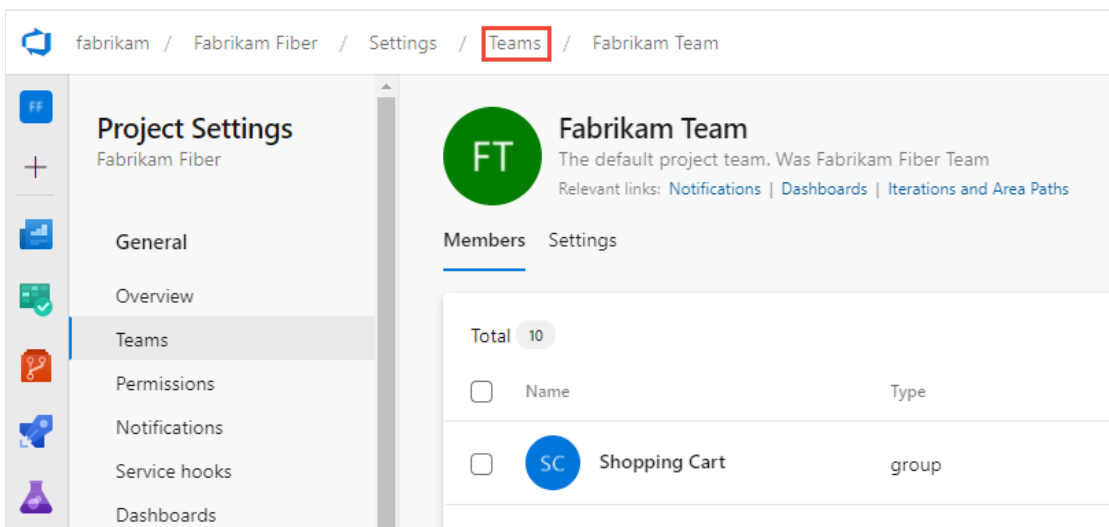 fabrikam / Fabrikam Fiber / Settings / Teams / Fabrikam Team
FF
Project Settings
Fabrikam Fiber
General
Overview
Teams
Permissions
Notifications
Service hooks
Dashboards
FT
Fabrikam Team
The default project team. Was Fabrikam Fiber Team
Relevant links: Notifications | Dashboards | Iterations and Area Paths
Members Settings
Total 10
Name Type
SC Shopping Cart group